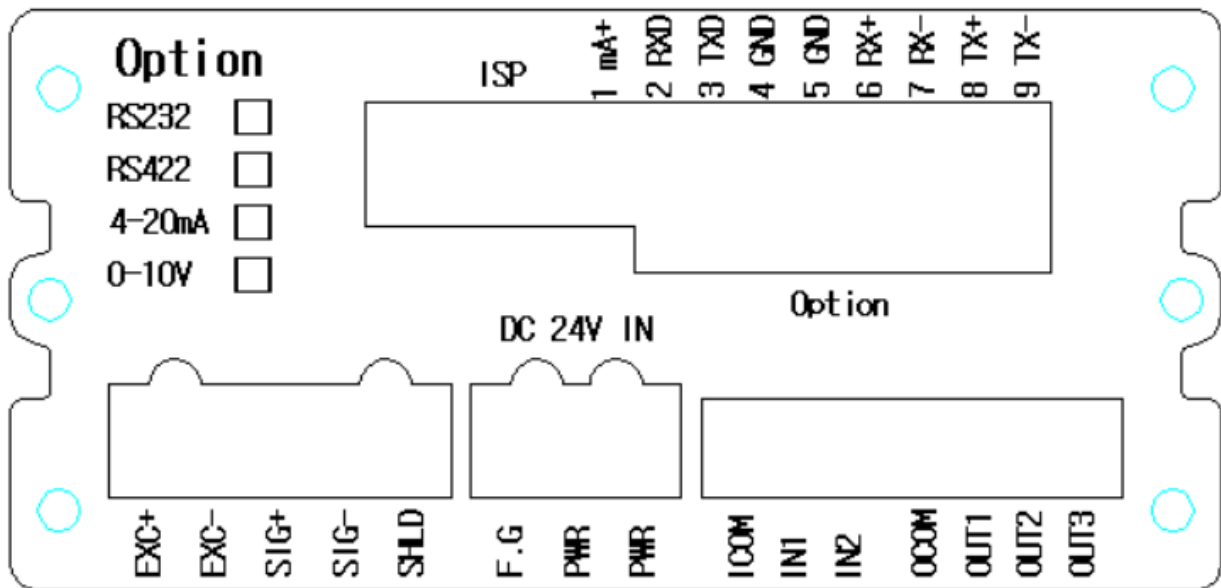 Option
RS232
RS422
4-20mA
0-10V
ISP
1 mA+
2 RXD
3 TXD
4 GND
5 GND
6 RX+
7 RX-
8 TX+
9 TX-
Option
DC 24V IN
EXC+
EXC-
SIG+
SIG-
SHLD
F.G
PWR
PWR
ICOM
IN1
IN2
OCOM
OUT1
OUT2
OUT3